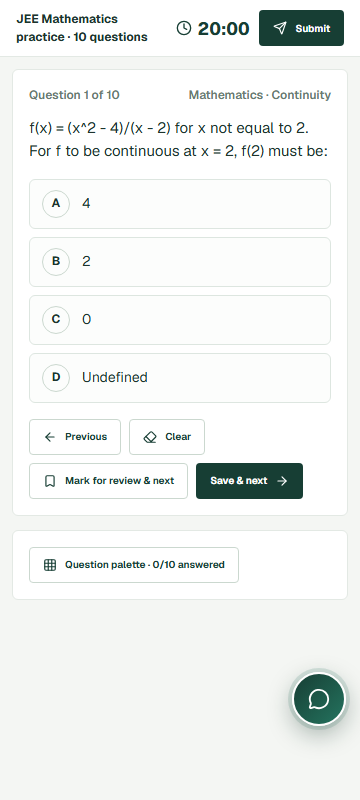 JEE Mathematics
practice · 10 questions
20:00
Submit
Question 1 of 10
Mathematics · Continuity
f(x) = (x^2 - 4)/(x - 2) for x not equal to 2.
For f to be continuous at x = 2, f(2) must be:
A 4
B 2
C 0
D Undefined
Previous
Clear
Mark for review & next
Save & next
Question palette · 0/10 answered